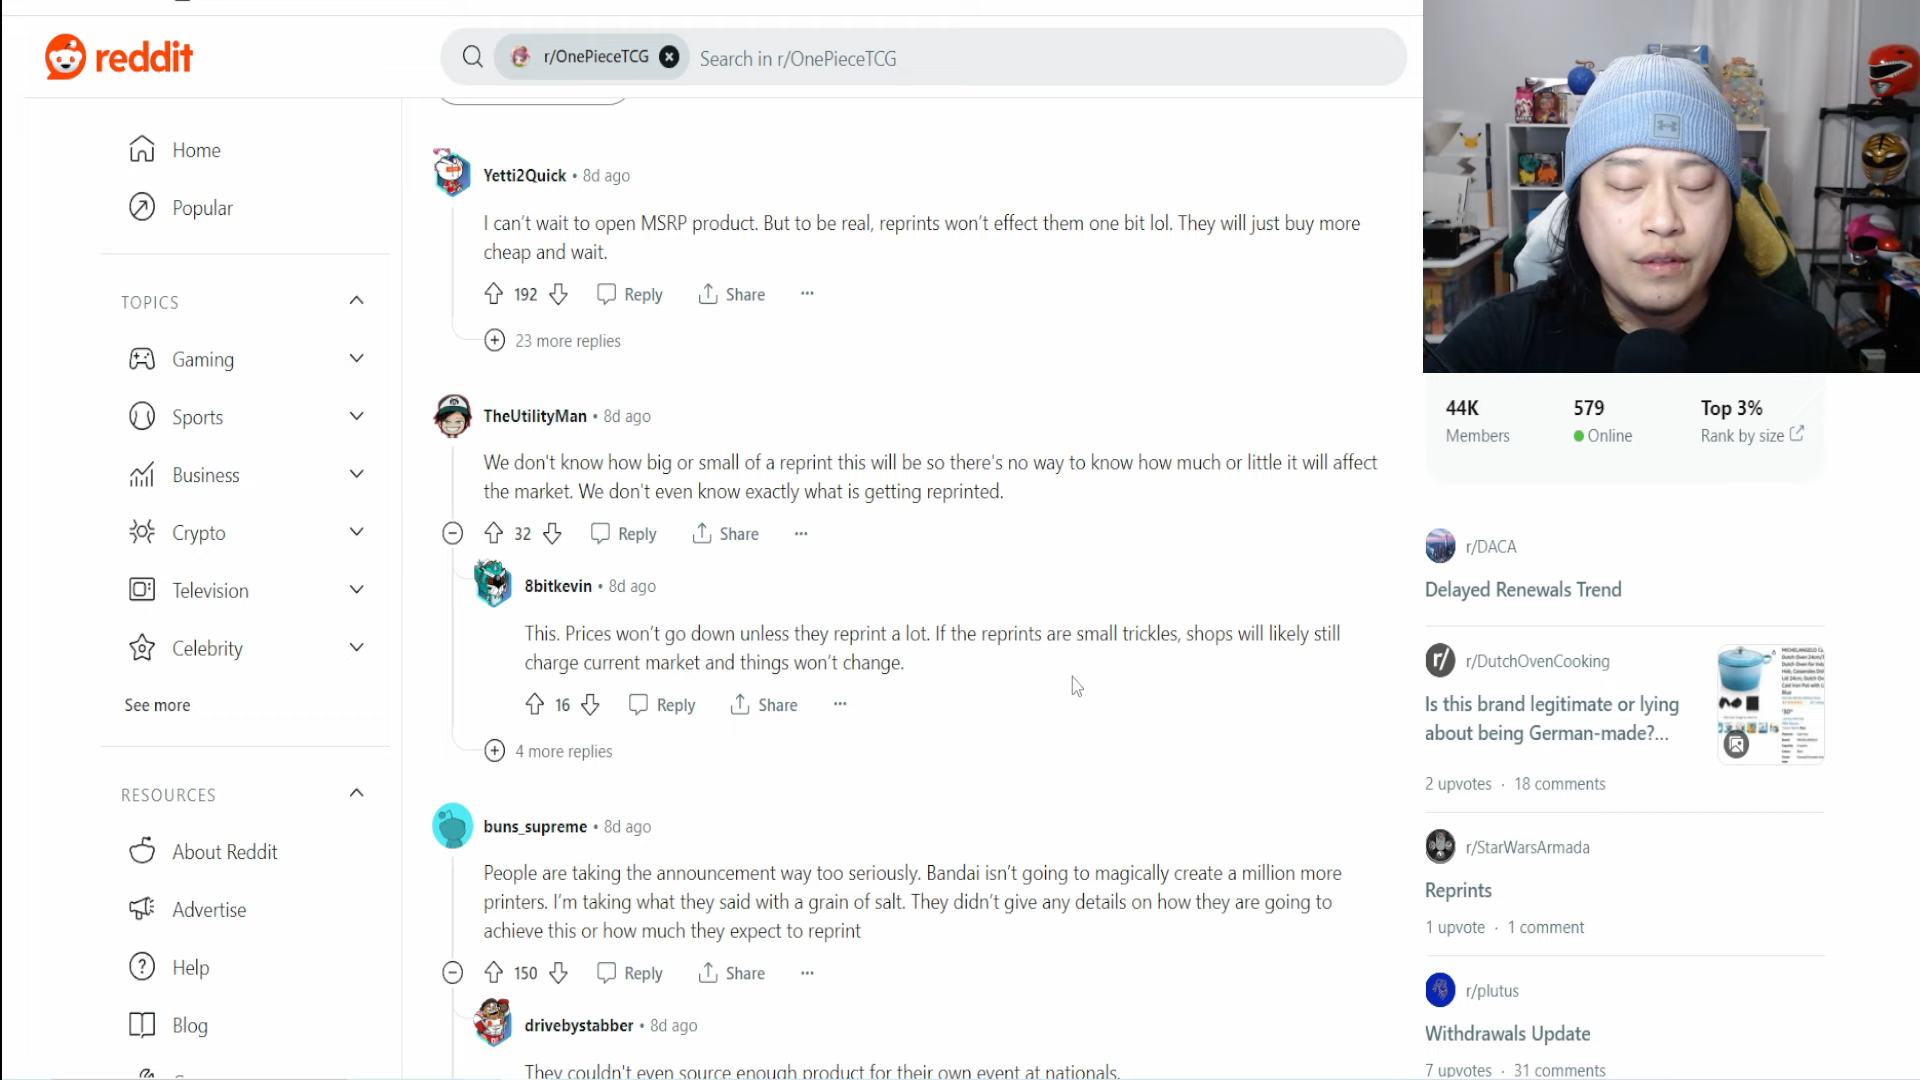 reddit
r/OnePieceTCG
Search in r/OnePieceTCG
Home
Popular
TOPICS
Gaming
Sports
Business
Crypto
Television
Celebrity
See more
RESOURCES
About Reddit
Advertise
Help
Blog
Yetti2Quick • 8d ago
I can't wait to open MSRP product. But to be real, reprints won't effect them one bit lol. They will just buy more
cheap and wait.
192 Reply Share ···
23 more replies
TheUtilityMan • 8d ago
We don't know how big or small of a reprint this will be so there's no way to know how much or little it will affect
the market. We don't even know exactly what is getting reprinted.
32 Reply Share ···
8bitkevin • 8d ago
This. Prices won't go down unless they reprint a lot. If the reprints are small trickles, shops will likely still
charge current market and things won't change.
16 Reply Share ···
4 more replies
buns_supreme • 8d ago
People are taking the announcement way too seriously. Bandai isn't going to magically create a million more
printers. I'm taking what they said with a grain of salt. They didn't give any details on how they are going to
achieve this or how much they expect to reprint
150 Reply Share ···
drivebystabber • 8d ago
They couldn't even source enough product for their own event at nationals.
44K 579 Top 3%
Members Online Rank by size
r/DACA
Delayed Renewals Trend
r/DutchOvenCooking
Is this brand legitimate or lying
about being German-made?...
2 upvotes · 18 comments
r/StarWarsArmada
Reprints
1 upvote · 1 comment
r/plutus
Withdrawals Update
7 upvotes · 31 comments